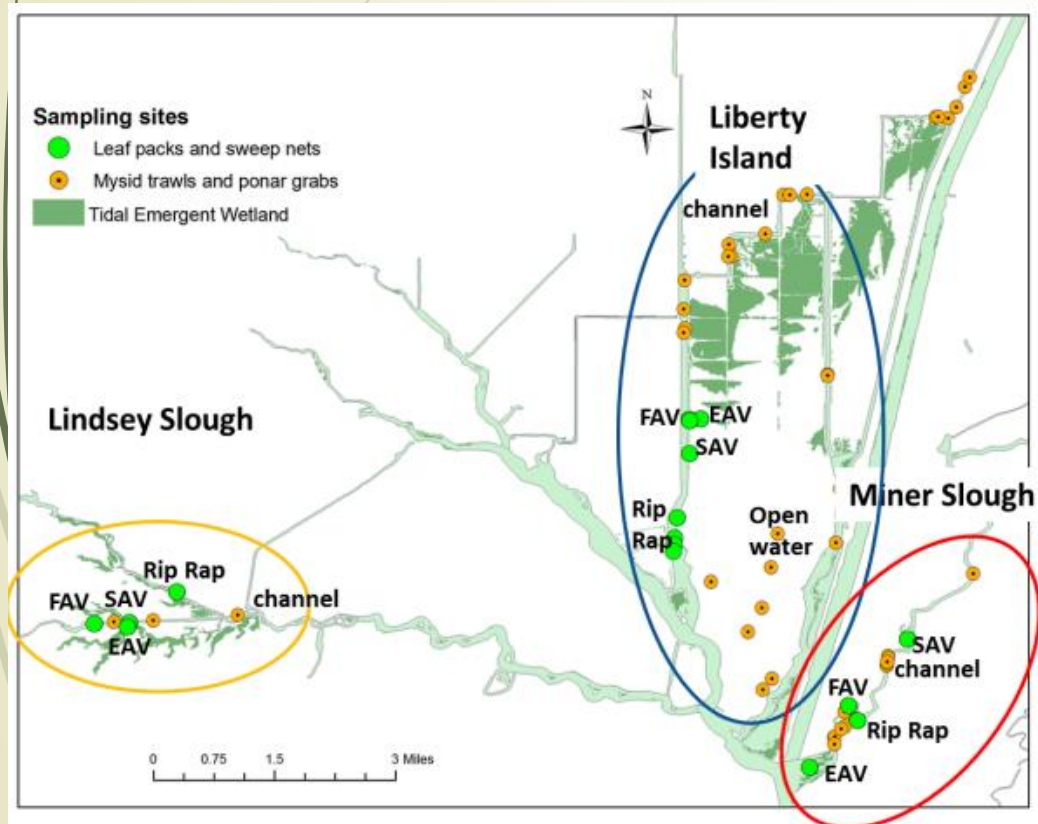 Sampling sites
Leaf packs and sweep nets
Mysid trawls and ponar grabs
Tidal Emergent Wetland
N
Liberty
Island
channel
Lindsey Slough
FAV
EAV
SAV
Miner Slough
Rip
Rap
Open
water
Rip Rap
FAV
SAV
channel
EAV
SAV
channel
FAV
Rip Rap
EAV
0
0.75
1.5
3 Miles